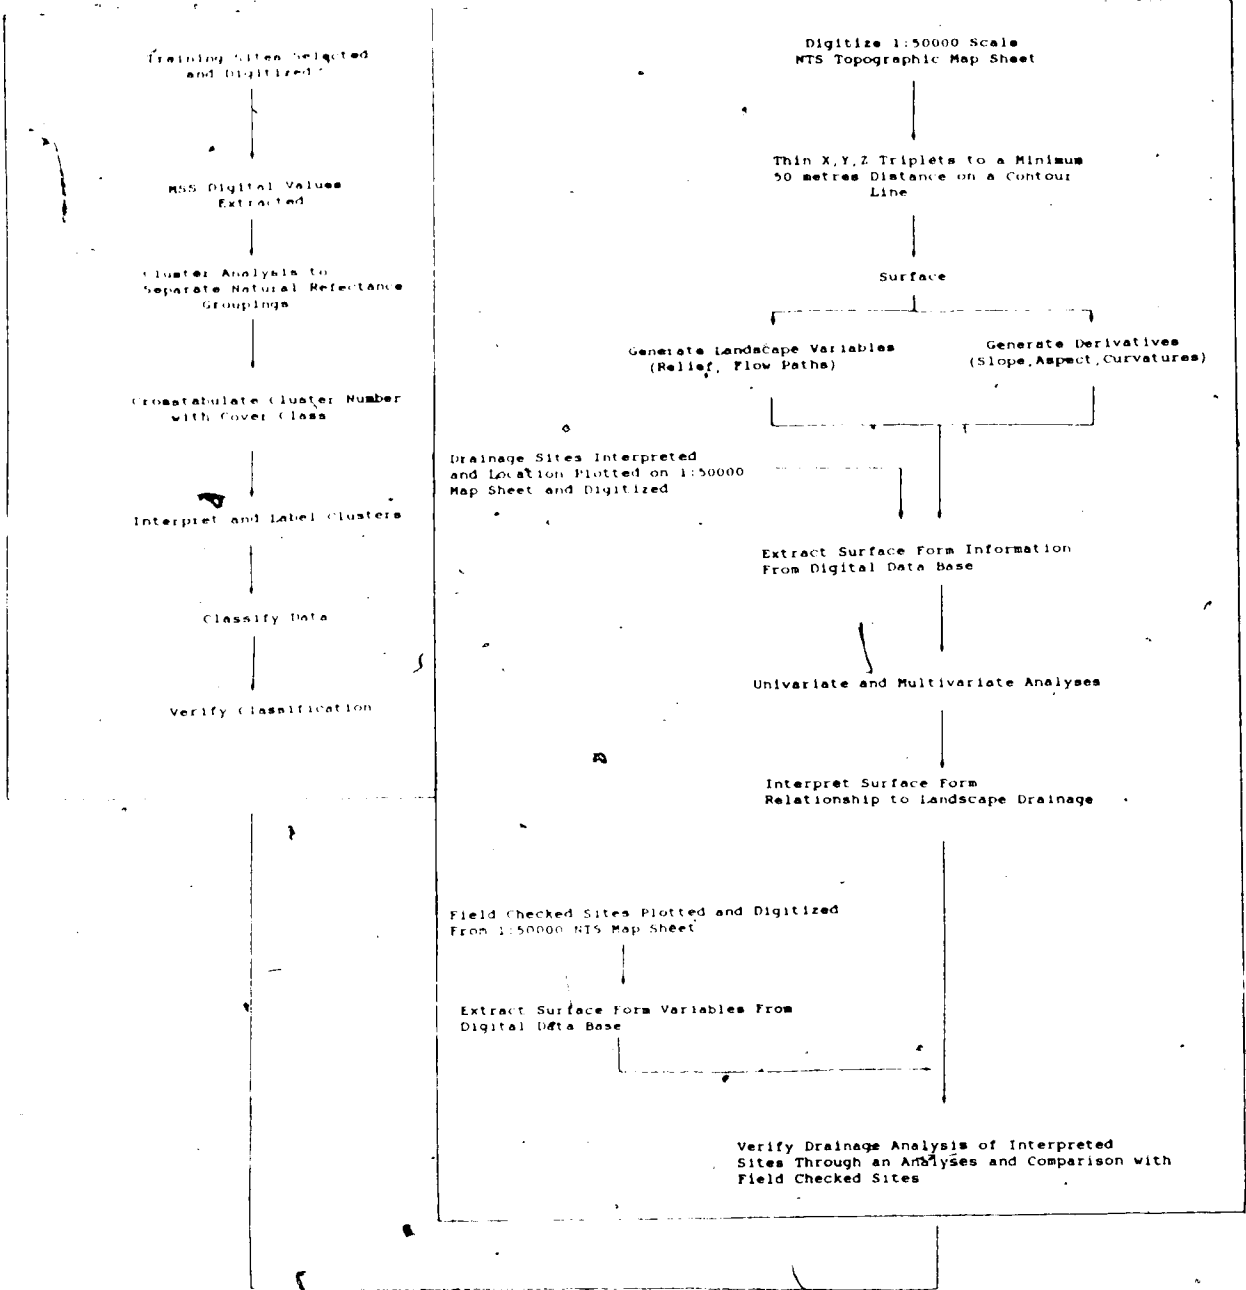 Training Sites Selected
and Digitized
MSS Digital Values
Extracted
Cluster Analysis to
Separate Natural Refectance
Groupings
Crosstabulate Cluster Number
with Cover Class
Interpret and Label Clusters
Classify Data
Verify Classification
Digitize 1:50000 Scale
NTS Topographic Map Sheet
Thin X,Y,Z Triplets to a Minimum
50 metres Distance on a Contour
Line
Surface
Generate Landscape Variables
(Relief, Flow Paths)
Generate Derivatives
(Slope,Aspect,Curvatures)
Drainage Sites Interpreted
and Location Plotted on 1:50000
Map Sheet and Digitized
Extract Surface Form Information
From Digital Data Base
Univariate and Multivariate Analyses
Interpret Surface Form
Relationship to Landscape Drainage
Field Checked Sites Plotted and Digitized
From 1:50000 NTS Map Sheet
Extract Surface Form Variables From
Digital Data Base
Verify Drainage Analysis of Interpreted
Sites Through an Analyses and Comparison with
Field Checked Sites